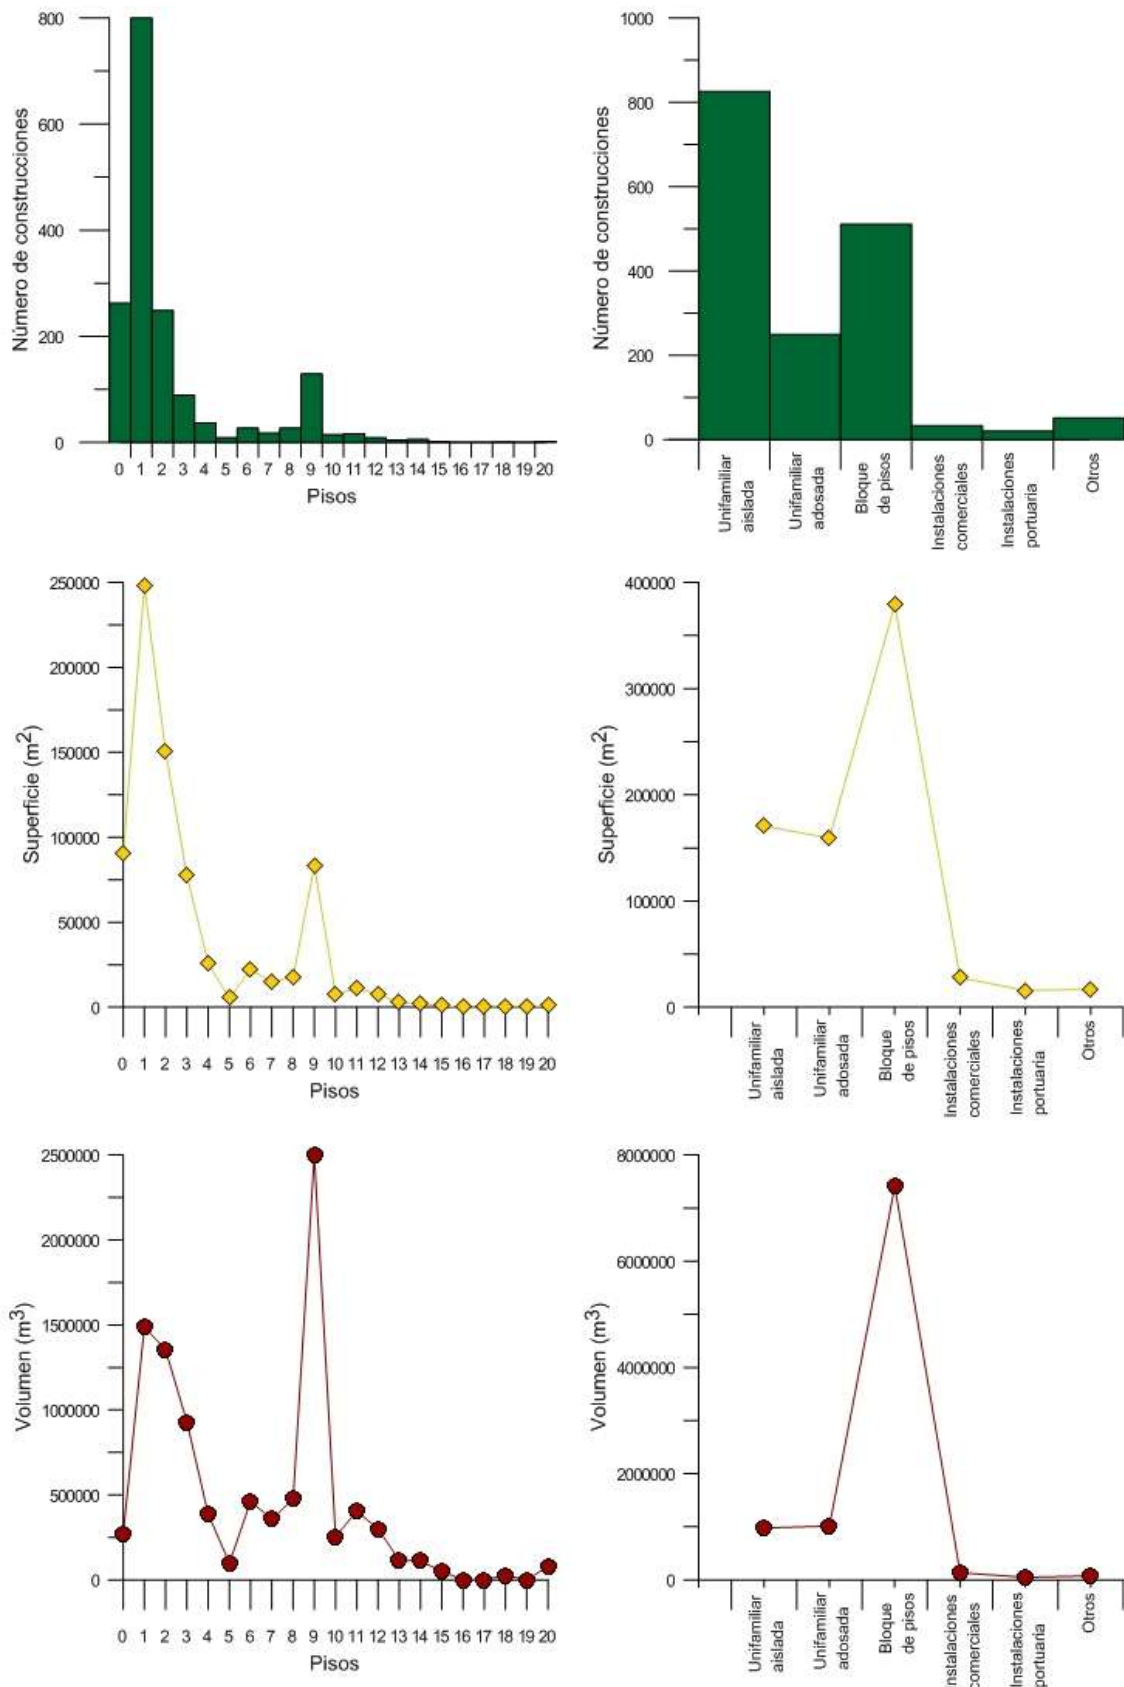 800
600
400
200
0
Número de construcciones
0 1 2 3 4 5 6 7 8 9 10 11 12 13 14 15 16 17 18 19 20
Pisos
1000
800
600
400
200
0
Número de construcciones
Unifamiliar
aislada
Unifamiliar
adosada
Bloque
de pisos
Instalaciones
comerciales
Instalaciones
portuaria
Otros
250000
200000
150000
100000
50000
0
Superficie (m2)
0 1 2 3 4 5 6 7 8 9 10 11 12 13 14 15 16 17 18 19 20
Pisos
400000
300000
200000
100000
0
Superficie (m2)
Unifamiliar
aislada
Unifamiliar
adosada
Bloque
de pisos
Instalaciones
comerciales
Instalaciones
portuaria
Otros
2500000
2000000
1500000
1000000
500000
0
Volumen (m3)
0 1 2 3 4 5 6 7 8 9 10 11 12 13 14 15 16 17 18 19 20
Pisos
8000000
6000000
4000000
2000000
0
Volumen (m3)
Unifamiliar
aislada
Unifamiliar
adosada
Bloque
de pisos
Instalaciones
comerciales
Instalaciones
portuaria
Otros